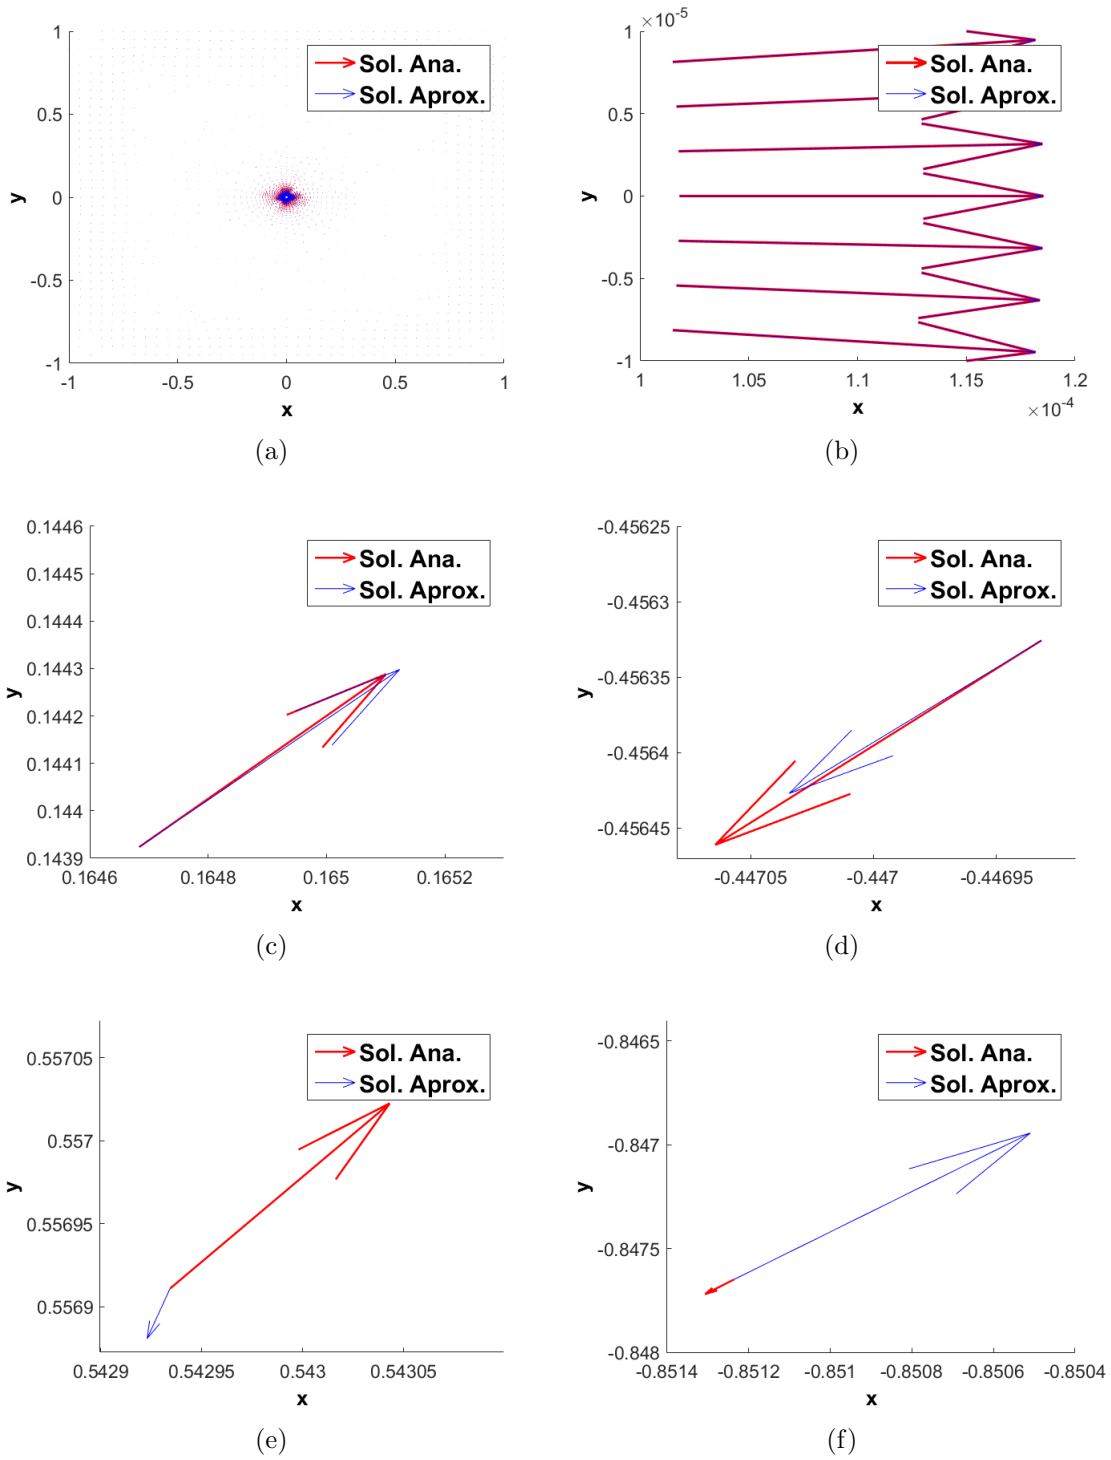 1
0.5
0
-0.5
-1
y
-1 -0.5 0 0.5 1
x
Sol. Ana.
Sol. Aprox.
(a)
×10-5
1
0.5
0
-0.5
-1
y
1 1.05 1.1 1.15 1.2
×10-4
x
Sol. Ana.
Sol. Aprox.
(b)
0.1446
0.1445
0.1444
0.1443
0.1442
0.1441
0.144
0.1439
y
0.1646 0.1648 0.165 0.1652
x
Sol. Ana.
Sol. Aprox.
(c)
-0.45625
-0.4563
-0.45635
-0.4564
-0.45645
y
-0.44705 -0.447 -0.44695
x
Sol. Ana.
Sol. Aprox.
(d)
0.55705
0.557
0.55695
0.5569
y
0.5429 0.54295 0.543 0.54305
x
Sol. Ana.
Sol. Aprox.
(e)
-0.8465
-0.847
-0.8475
-0.848
y
-0.8514 -0.8512 -0.851 -0.8508 -0.8506 -0.8504
x
Sol. Ana.
Sol. Aprox.
(f)